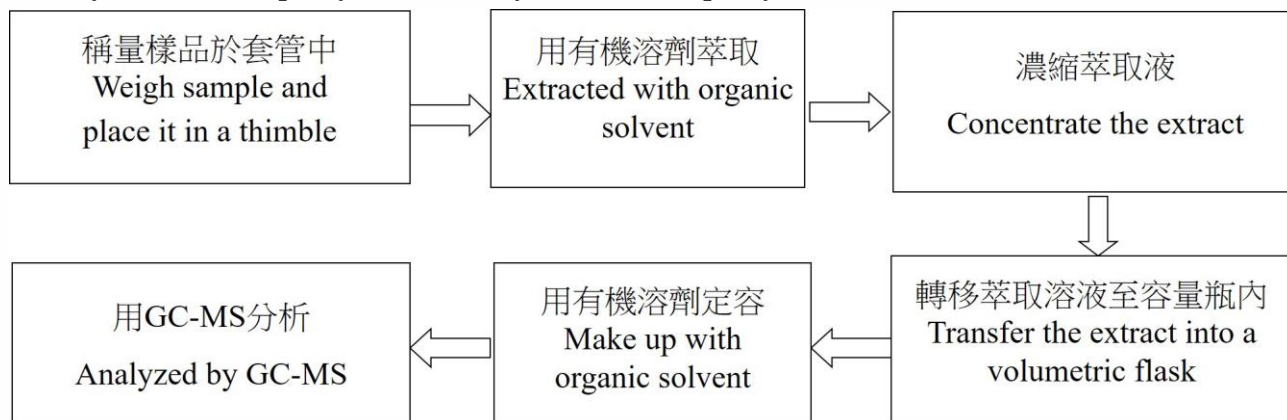 稱量樣品於套管中
Weigh sample and
place it in a thimble
用有機溶劑萃取
Extracted with organic
solvent
濃縮萃取液
Concentrate the extract
轉移萃取溶液至容量瓶內
Transfer the extract into a
volumetric flask
用有機溶劑定容
Make up with
organic solvent
用GC-MS分析
Analyzed by GC-MS